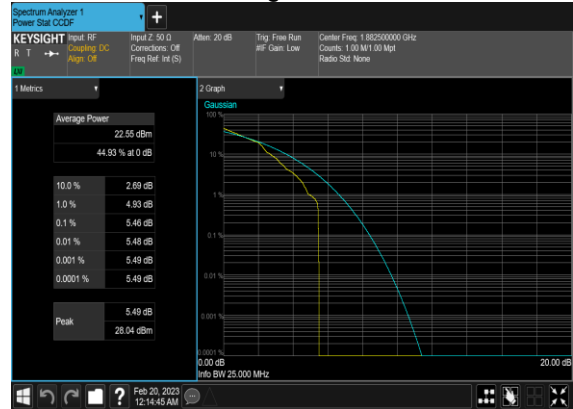 Spectrum Analyzer 1
Power Stat CCDF
KEYSIGHT
R T
LM
Input: RF
Coupling: DC
Align: Off
Input Z: 50 Ω
Corrections: Off
Freq Ref: Int (S)
Atten: 20 dB
Trig: Free Run
#IF Gain: Low
Center Freq: 1.882500000 GHz
Counts: 1.00 M/1.00 Mpt
Radio Std: None
1 Metrics
Average Power
22.55 dBm
44.93 % at 0 dB
10.0 % 2.69 dB
1.0 % 4.93 dB
0.1 % 5.46 dB
0.01 % 5.48 dB
0.001 % 5.49 dB
0.0001 % 5.49 dB
Peak 5.49 dB
28.04 dBm
2 Graph
Gaussian
100 %
10 %
1 %
0.1 %
0.01 %
0.001 %
0.0001 %
0.00 dB 20.00 dB
Info BW 25.000 MHz
? Feb 20, 2023
12:14:45 AM